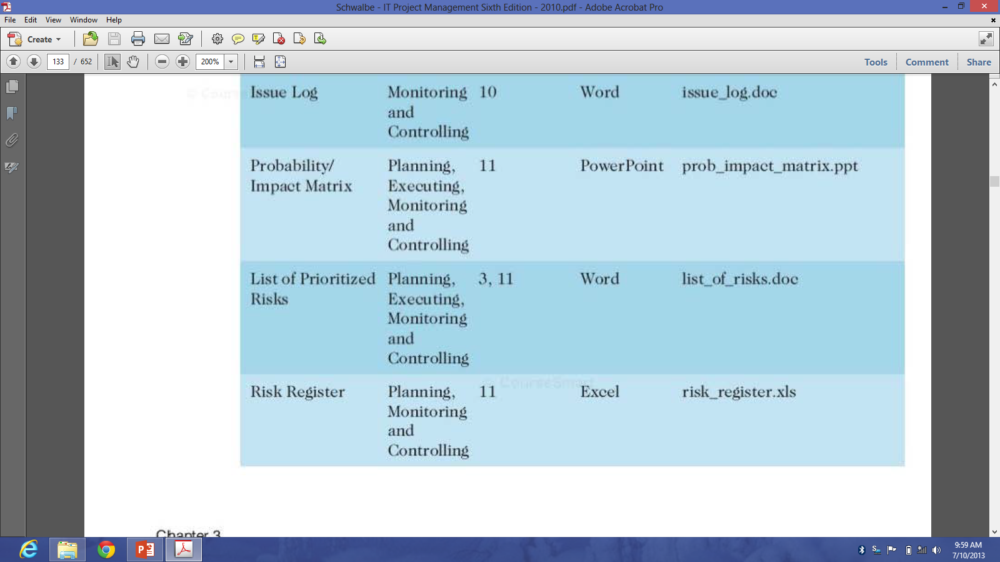 Schwalbe - IT Project Management Sixth Edition - 2010.pdf - Adobe Acrobat Pro
File Edit View Window Help
Create
133 / 652 200% Tools Comment Share
Issue Log Monitoring 10 Word issue_log.doc
and
Controlling
Probability/ Planning, 11 PowerPoint prob_impact_matrix.ppt
Impact Matrix Executing,
Monitoring
and
Controlling
List of Prioritized Planning, 3, 11 Word list_of_risks.doc
Risks Executing,
Monitoring
and
Controlling
© CourseSmart
Risk Register Planning, 11 Excel risk_register.xls
Monitoring
and
Controlling
Chapter 3
9:59 AM
7/10/2013